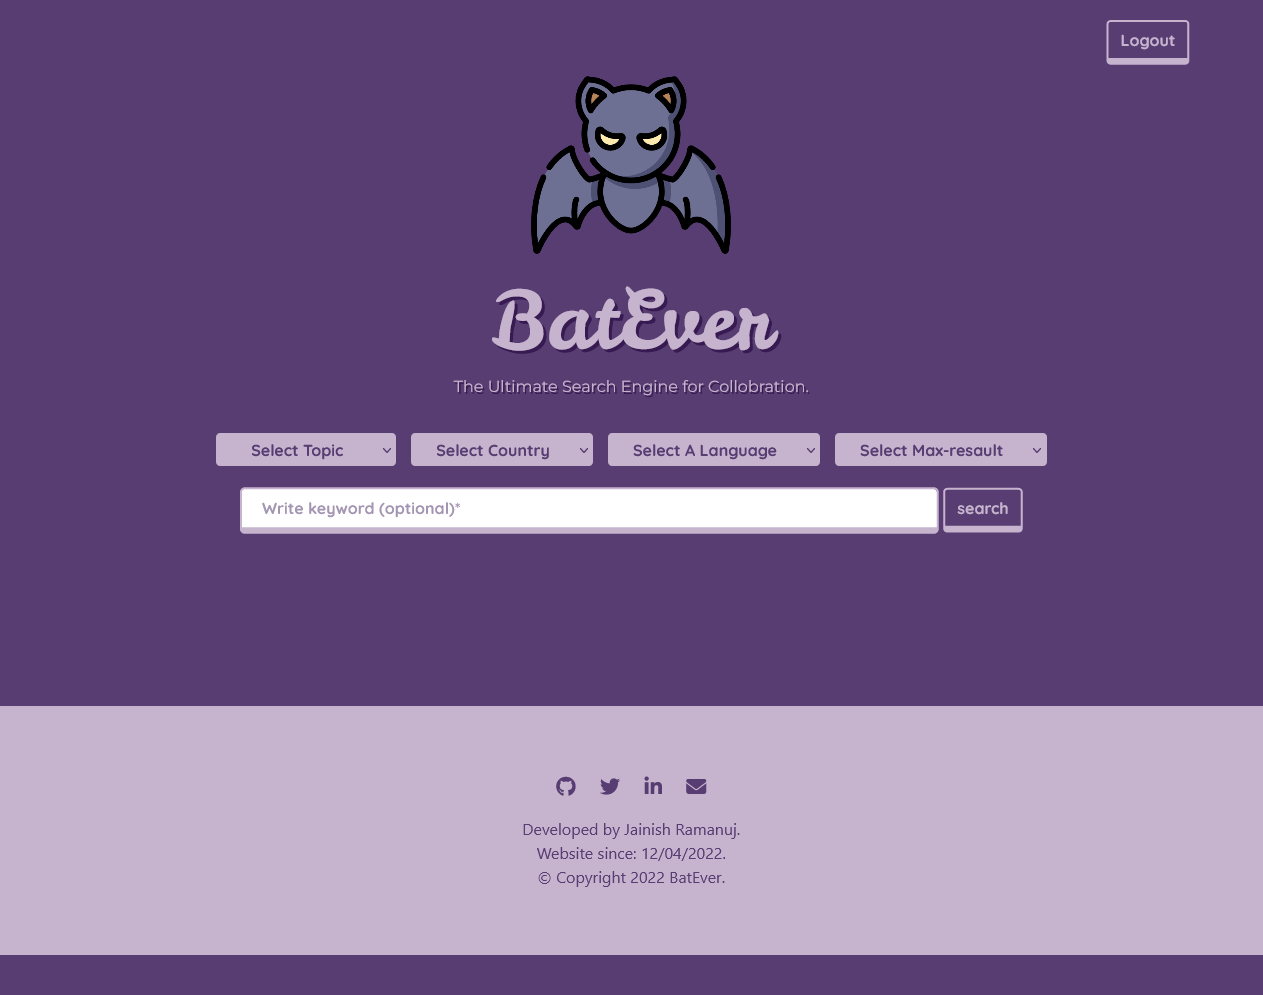 Logout
BatEver
The Ultimate Search Engine for Collobration.
Select Topic Select Country Select A Language Select Max-resault
Write keyword (optional)* search
Developed by Jainish Ramanuj.
Website since: 12/04/2022.
© Copyright 2022 BatEver.